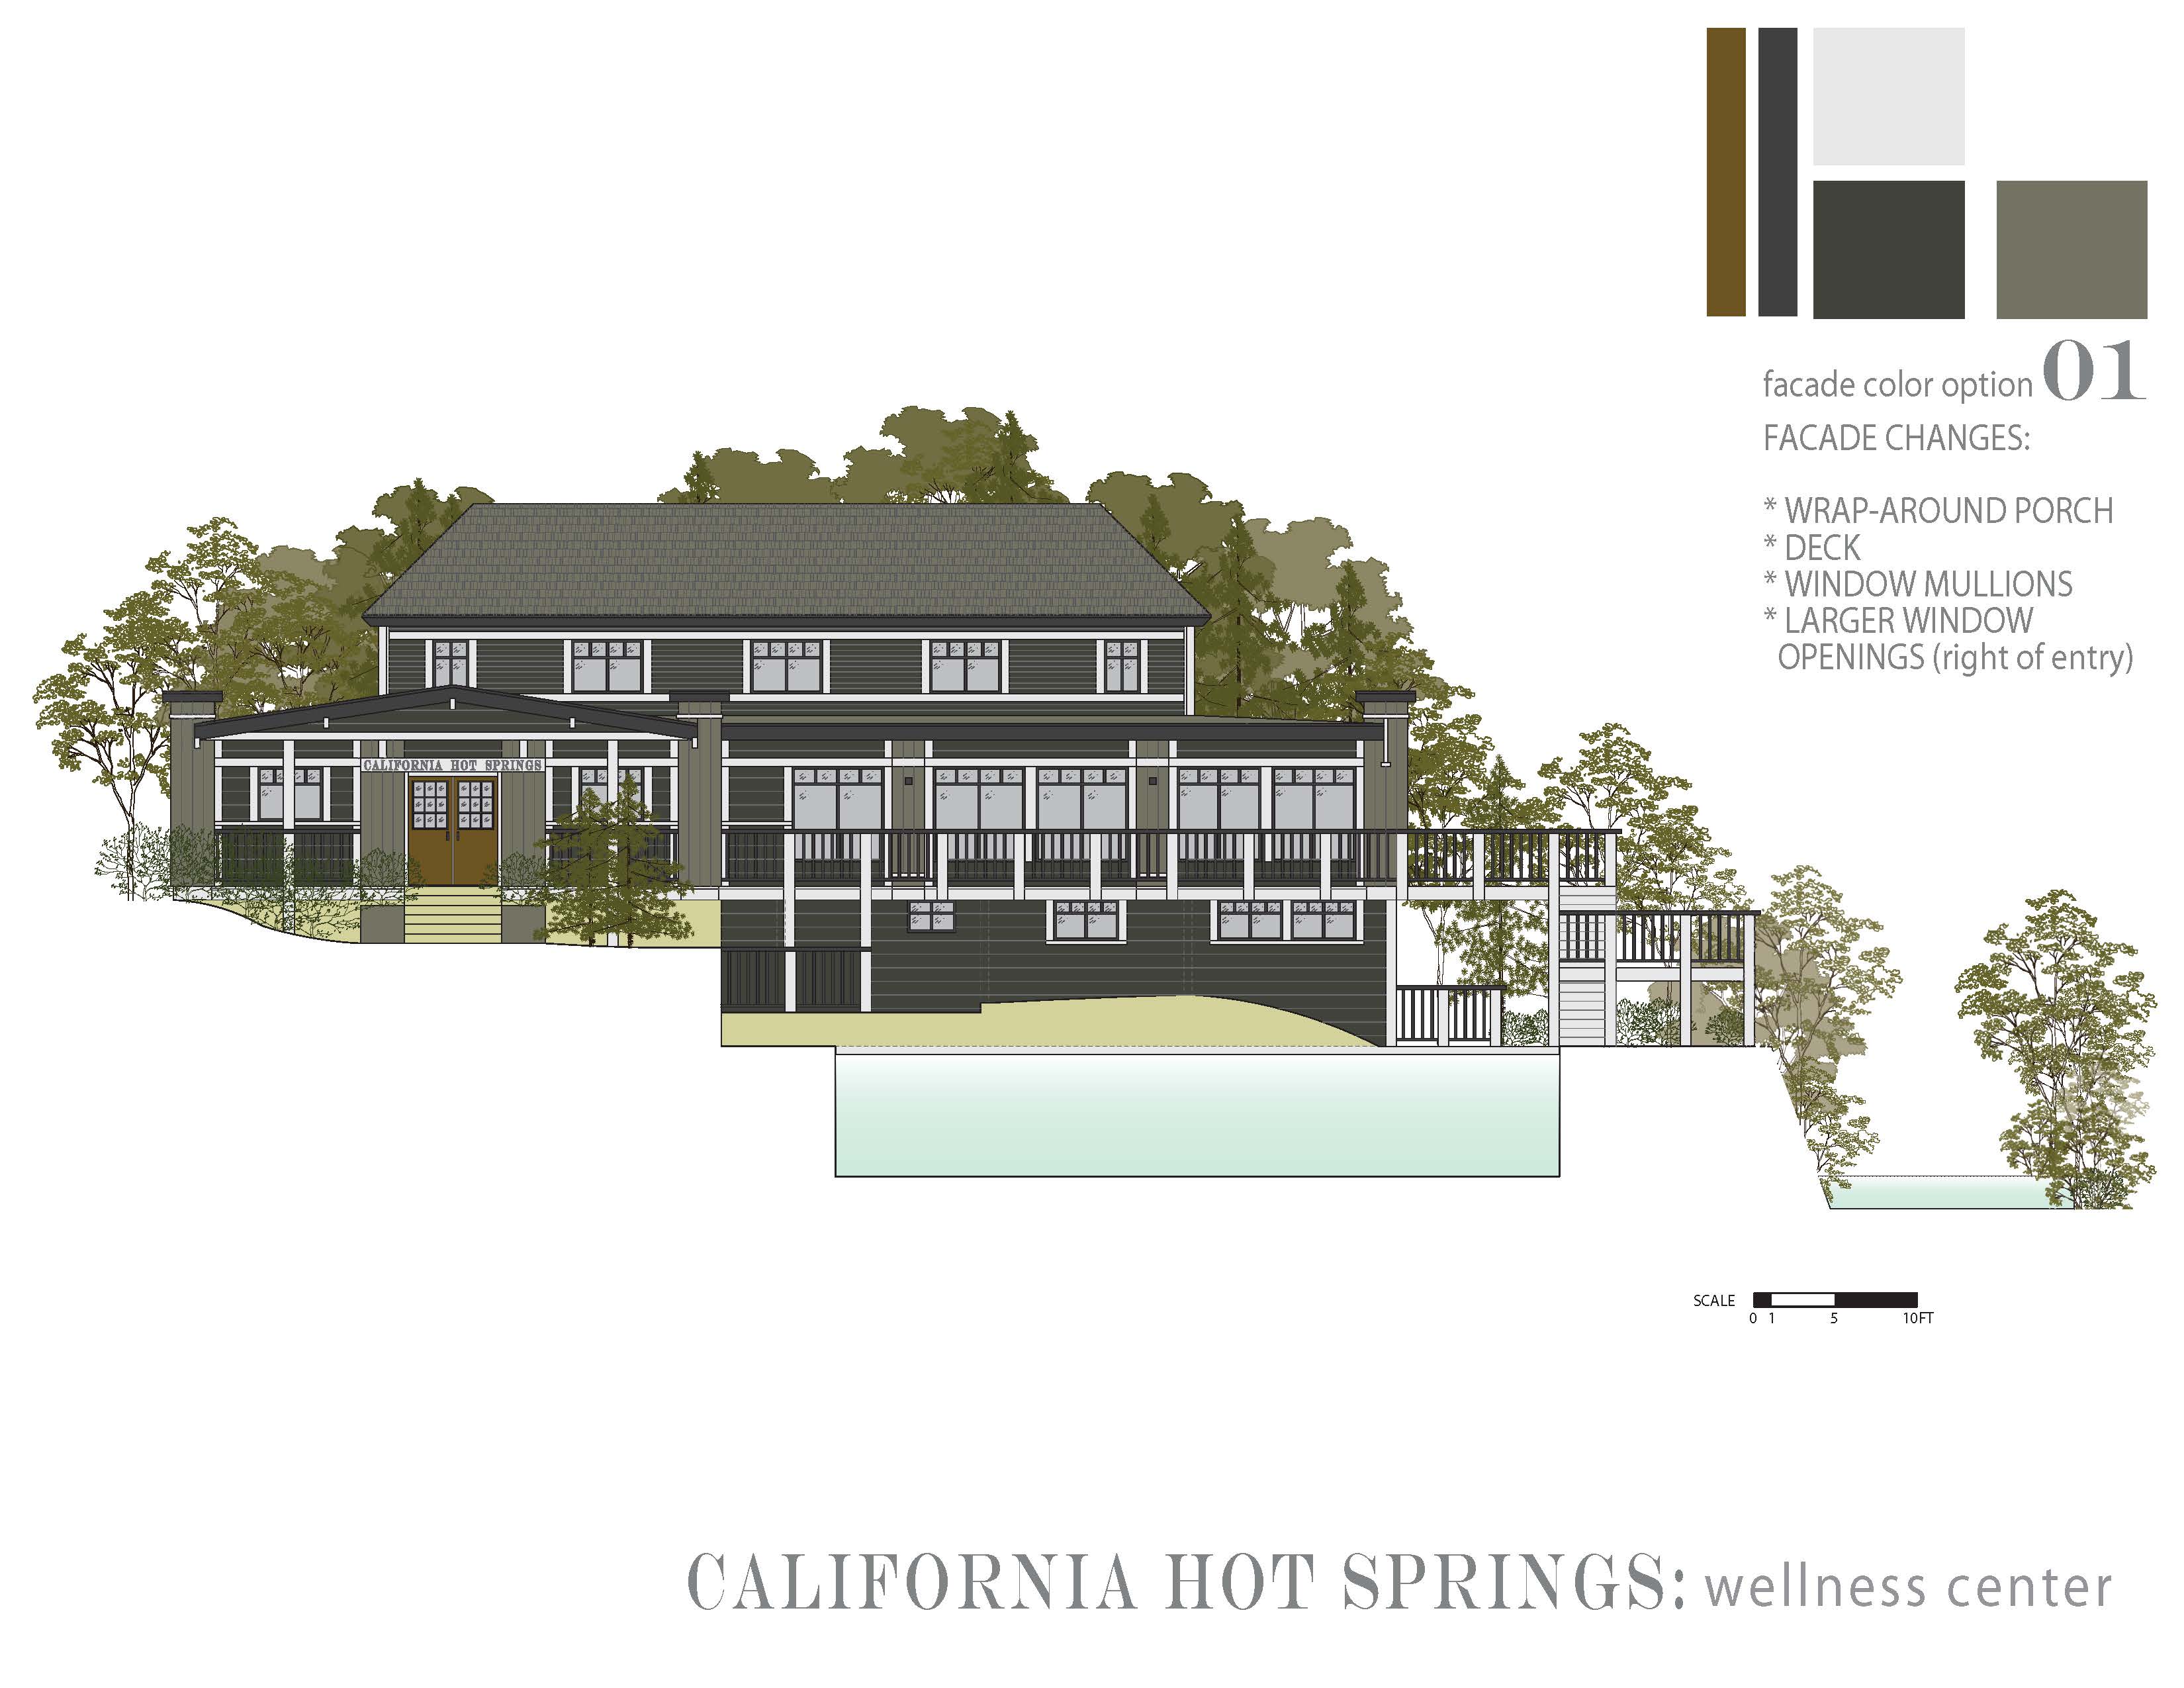 facade color option 01
FACADE CHANGES:
* WRAP-AROUND PORCH
* DECK
* WINDOW MULLIONS
* LARGER WINDOW
OPENINGS (right of entry)
CALIFORNIA HOT SPRINGS
SCALE
0 1 5 10FT
CALIFORNIA HOT SPRINGS: wellness center